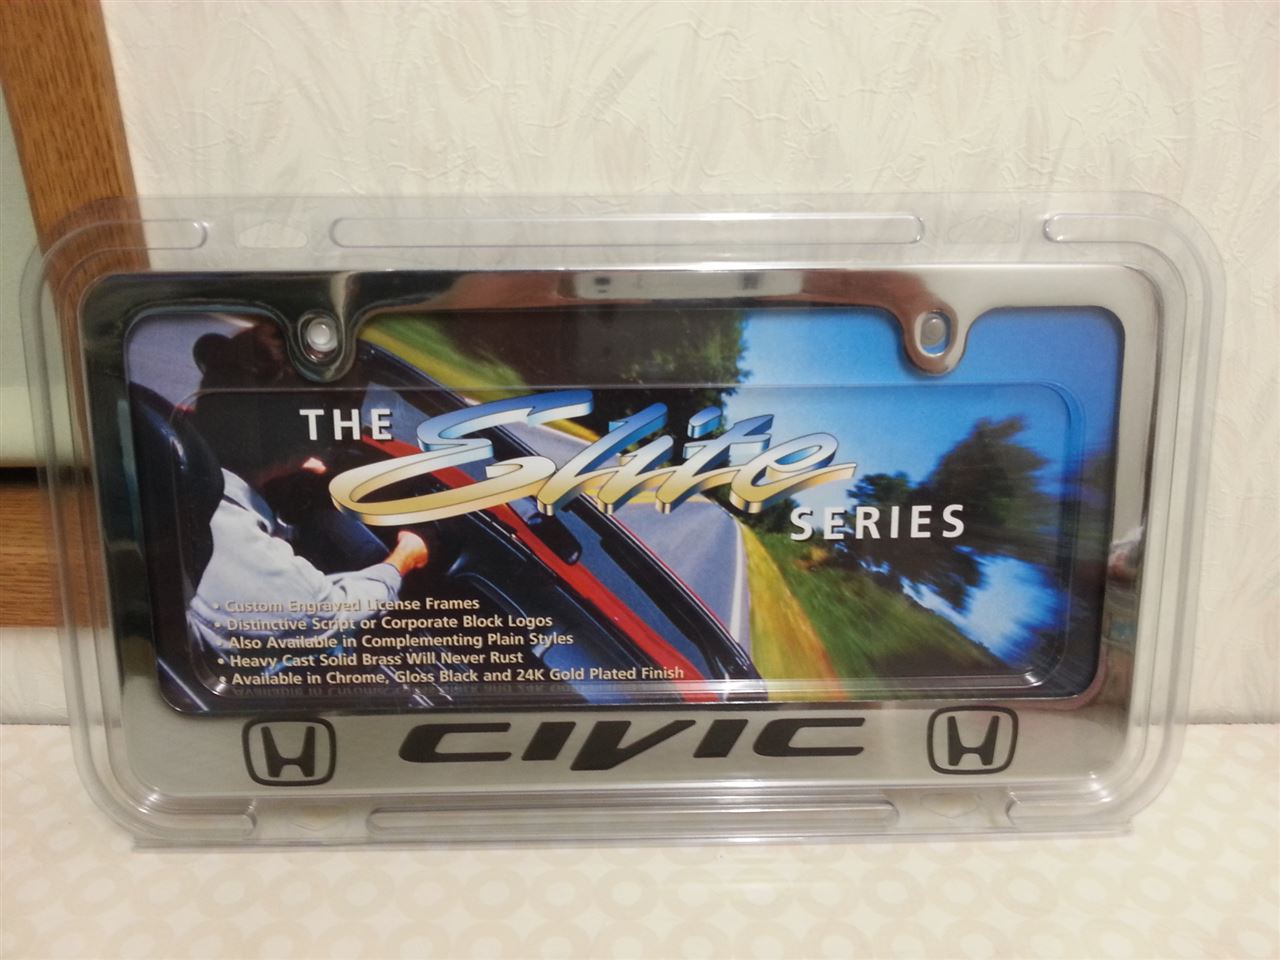 THE Elite
SERIES
• Custom Engraved License Frames
• Distinctive Script or Corporate Block Logos
• Also Available in Complementing Plain Styles
• Heavy Cast Solid Brass Will Never Rust
• Available in Chrome, Gloss Black and 24K Gold Plated Finish
CIVIC